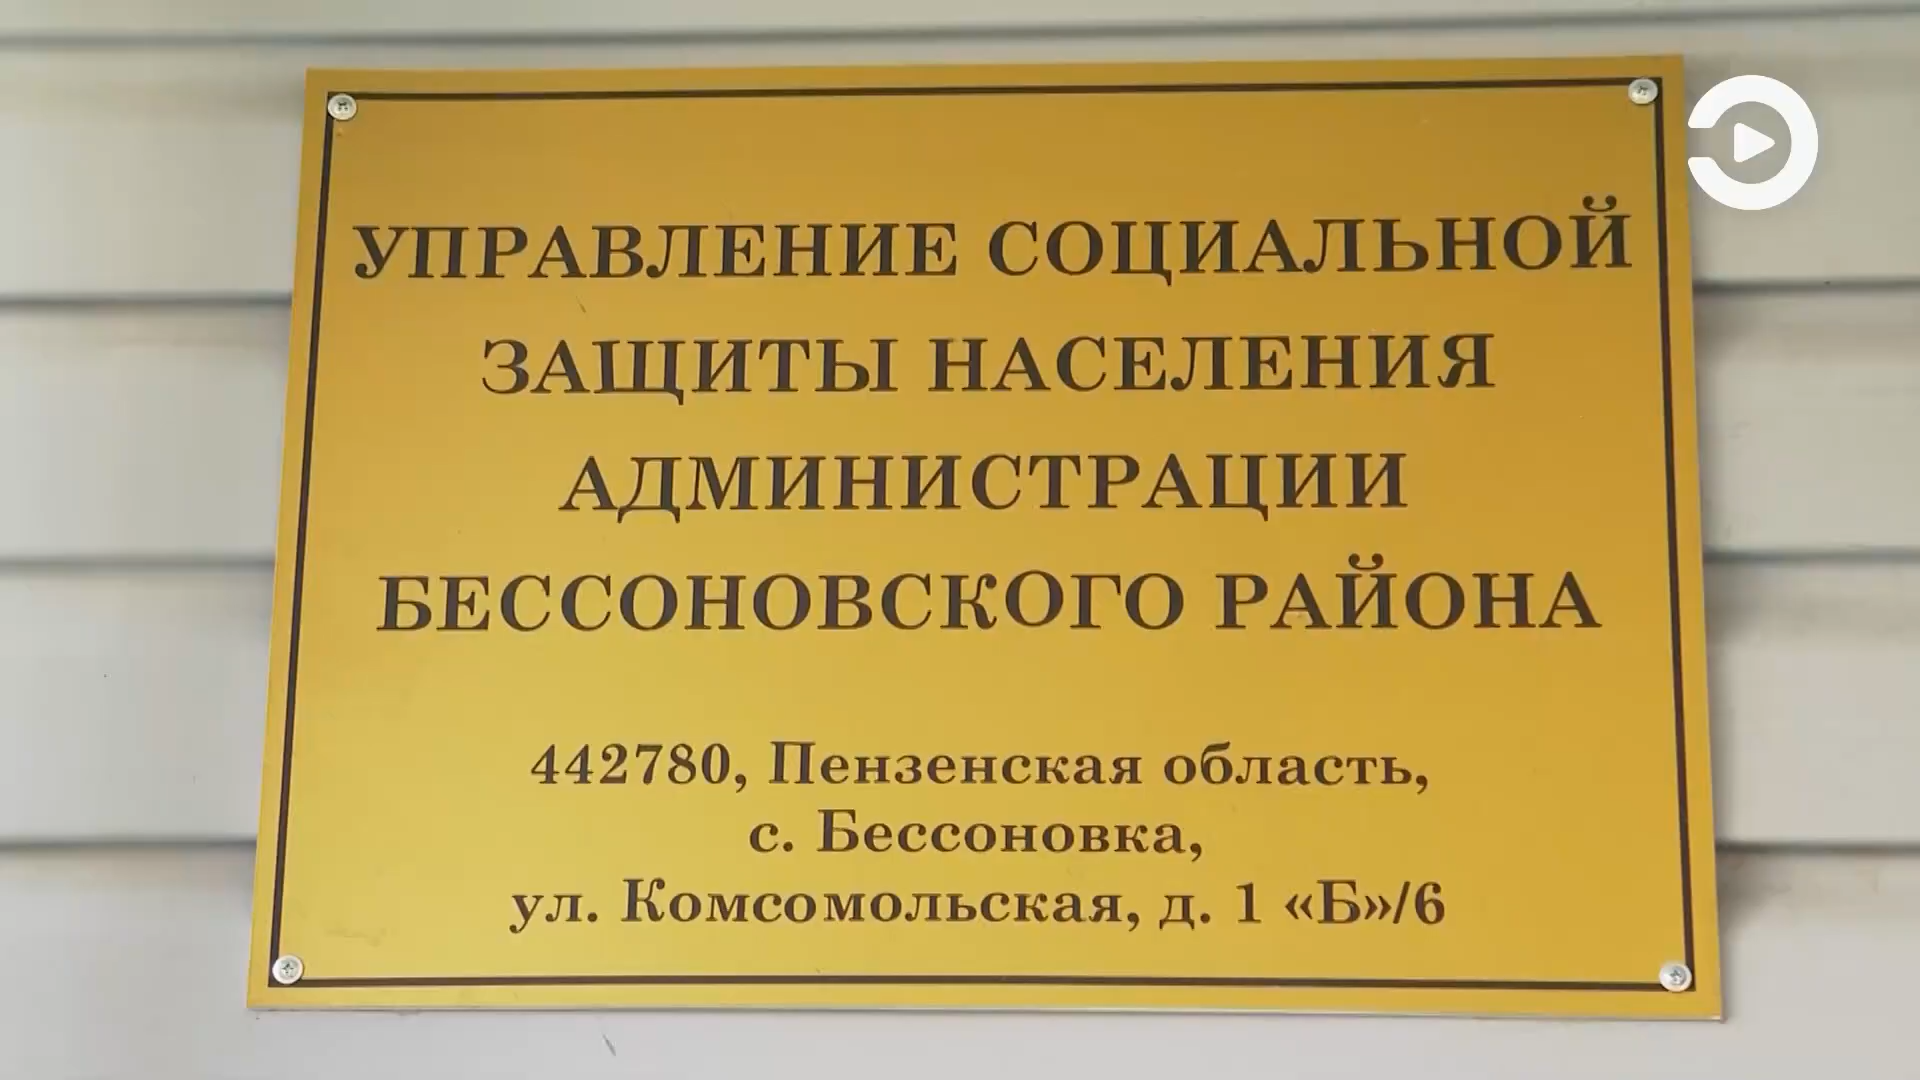 УПРАВЛЕНИЕ СОЦИАЛЬНОЙ
ЗАЩИТЫ НАСЕЛЕНИЯ
АДМИНИСТРАЦИИ
БЕССОНОВСКОГО РАЙОНА
442780, Пензенская область,
с. Бессоновка,
ул. Комсомольская, д. 1 «Б»/6